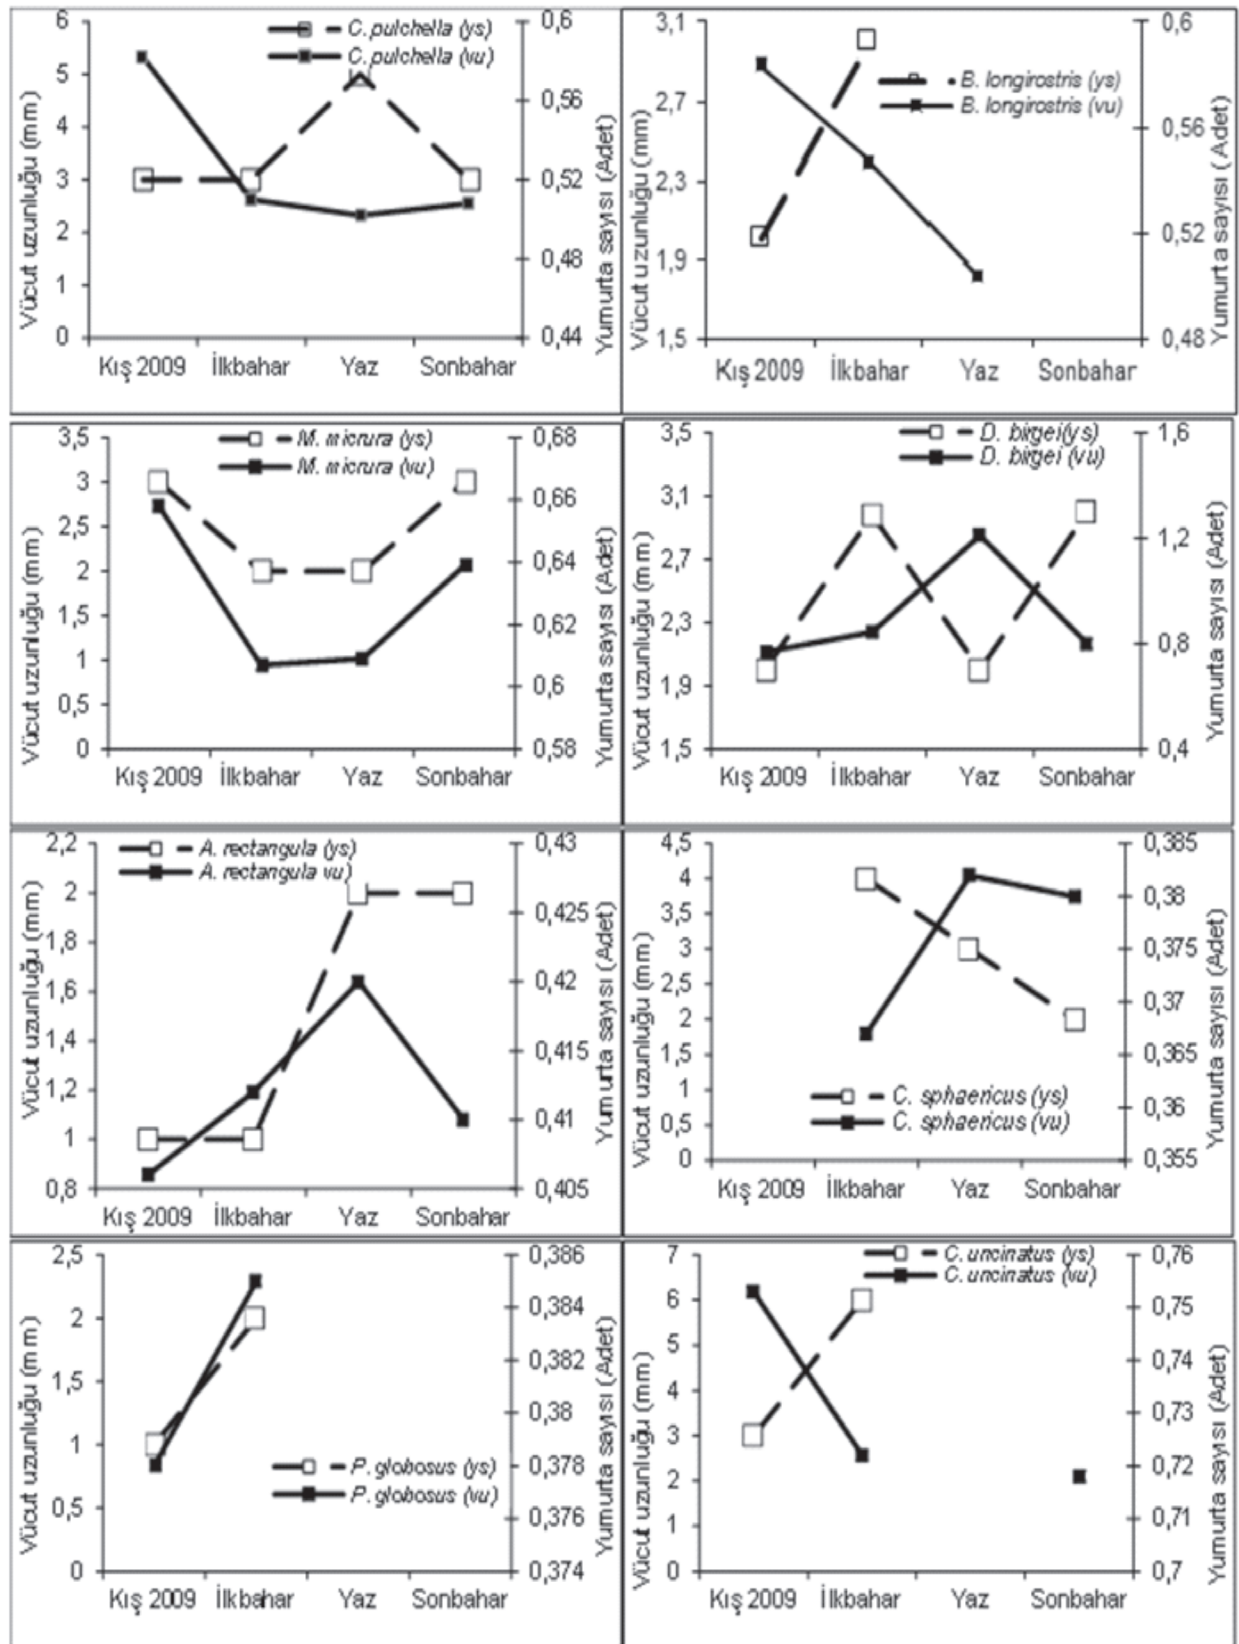 C. pulchella (ys)
C. pulchella (vu)
Vücut uzunluğu (mm)
6
5
4
3
2
1
0
0,6
0,56
0,52
0,48
0,44
Yumurta sayısı (Adet)
Kış 2009 İlkbahar Yaz Sonbahar
B. longirostris (ys)
B. longirostris (vu)
Vücut uzunluğu (mm)
3,1
2,7
2,3
1,9
1,5
0,6
0,56
0,52
0,48
Yumurta sayısı ( Adet)
Kış 2009 İlkbahar Yaz Sonbahar
M. micrura (ys)
M. micrura (vu)
Vücut uzunluğu (mm )
3,5
3
2,5
2
1,5
1
0,5
0
0,68
0,66
0,64
0,62
0,6
0,58
Yumurta sayısı (Adet)
Kış 2009 İlkbahar Yaz Sonbahar
D. birgei(ys)
D. birgei (vu)
Vücut uzunluğu (mm)
3,5
3,1
2,7
2,3
1,9
1,5
1,6
1,2
0,8
0,4
Yumurta sayısı (Adet)
Kış 2009 İlkbahar Yaz Sonbahar
A. rectangula (ys)
A. rectangula vu)
Vücut uzunluğu (mm)
2,2
2
1,8
1,6
1,4
1,2
1
0,8
0,43
0,425
0,42
0,415
0,41
0,405
Yumurta sayısı (Adet)
Kış 2009 İlkbahar Yaz Sonbahar
C. sphaericus (ys)
C. sphaericus (vu)
Vücut uzunluğu (mm)
4,5
4
3,5
3
2,5
2
1,5
1
0,5
0
0,385
0,38
0,375
0,37
0,365
0,36
0,355
Yumurta sayısı (Adet)
Kış 2009 İlkbahar Yaz Sonbahar
P. globosus (ys)
P. globosus (vu)
Vücut uzunluğu (mm)
2,5
2
1,5
1
0,5
0
0,386
0,384
0,382
0,38
0,378
0,376
0,374
Yumurta sayısı (Adet)
Kış 2009 İlkbahar Yaz Sonbahar
C. uncinatus (ys)
C. uncinatus (vu)
Vücut uzunluğu (mm)
7
6
5
4
3
2
1
0
0,76
0,75
0,74
0,73
0,72
0,71
0,7
Yumurta sayısı (Adet)
Kış 2009 İlkbahar Yaz Sonbahar